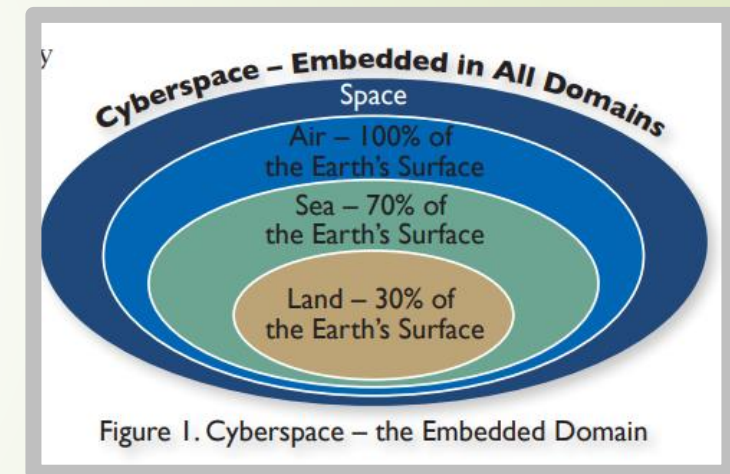 y
Cyberspace – Embedded in All Domains
Space
Air – 100% of
the Earth's Surface
Sea – 70% of
the Earth's Surface
Land – 30% of
the Earth's Surface
Figure 1. Cyberspace – the Embedded Domain